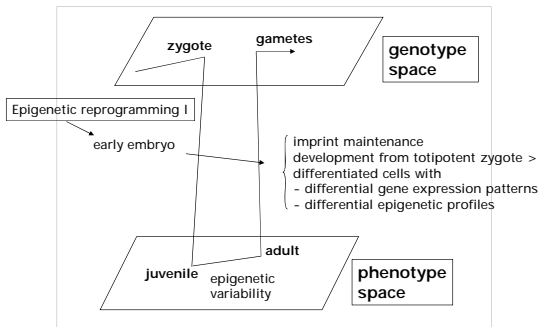 zygote
gametes
genotype
space
Epigenetic reprogramming I
early embryo
imprint maintenance
development from totipotent zygote >
differentiated cells with
- differential gene expression patterns
- differential epigenetic profiles
adult
juvenile
epigenetic
variability
phenotype
space